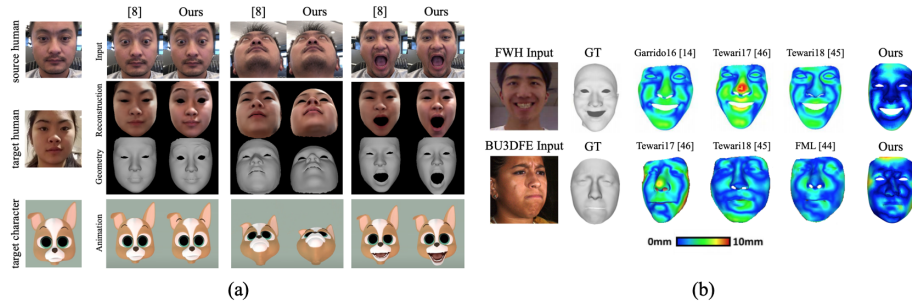 [8] Ours [8] Ours [8] Ours
source human
Input
target human
Reconstruction
Geometry
target character
Animation
(a)
FWH Input GT Garrido16 [14] Tewari17 [46] Tewari18 [45] Ours
BU3DFE Input GT Tewari17 [46] Tewari18 [45] FML [44] Ours
0mm 10mm
(b)